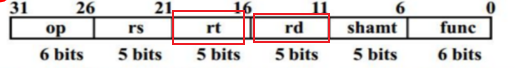 31 26 21 16 11 6 0
op rs rt rd shamt func
6 bits 5 bits 5 bits 5 bits 5 bits 6 bits